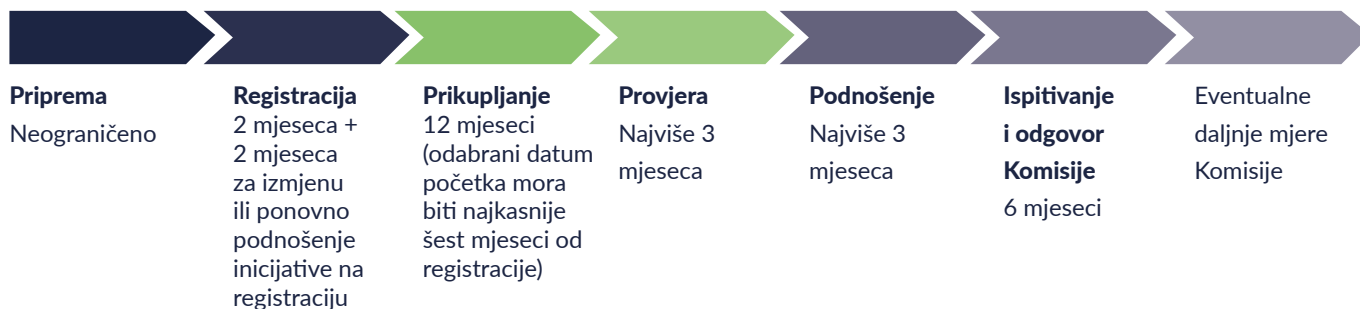 Priprema
Neograničeno
Registracija
2 mjeseca +
2 mjeseca
za izmjenu
ili ponovno
podnošenje
inicijative na
registraciju
Prikupljanje
12 mjeseci
(odabrani datum
početka mora
biti najkasnije
šest mjeseci od
registracije)
Provjera
Najviše 3
mjeseca
Podnošenje
Najviše 3
mjeseca
Ispitivanje
i odgovor
Komisije
6 mjeseci
Eventualne
daljnje mjere
Komisije